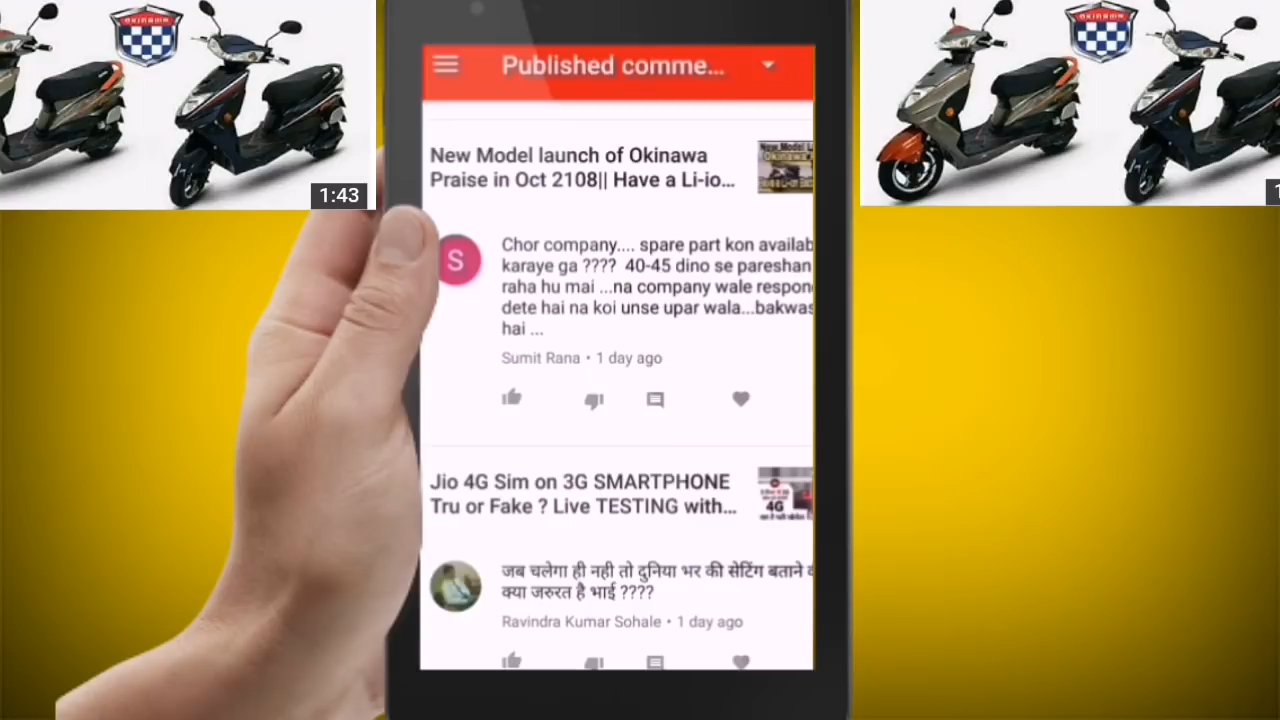 OKINAWA
1:43
Published comme...
New Model launch of Okinawa
Praise in Oct 2108|| Have a Li-io...
S
Chor company.... spare part kon availab
karaye ga ???? 40-45 dino se pareshan
raha hu mai ...na company wale respon
dete hai na koi unse upar wala...bakwas
hai ...
Sumit Rana • 1 day ago
Jio 4G Sim on 3G SMARTPHONE
Tru or Fake ? Live TESTING with...
4G
जब चलेगा ही नही तो दुनिया भर की सेटिंग बताने
क्या जरुरत है भाई ????
Ravindra Kumar Sohale • 1 day ago
OKINAWA
1